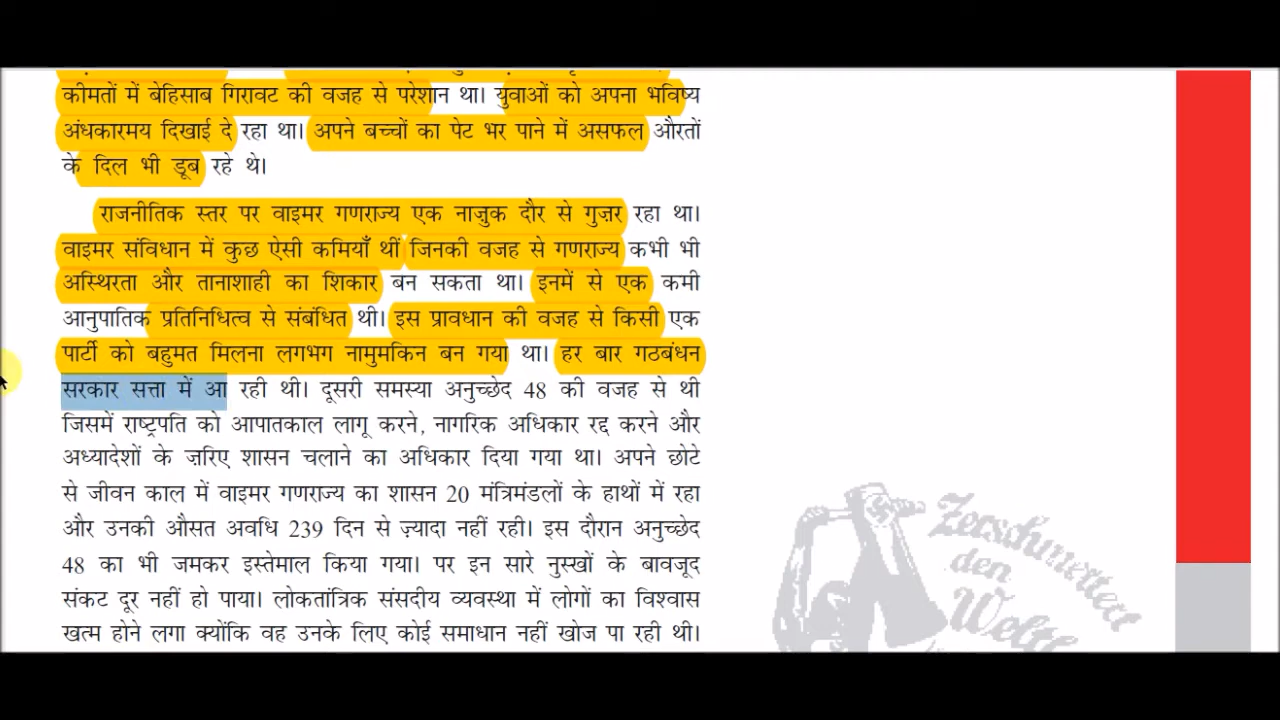 कीमतों में बेहिसाब गिरावट की वजह से परेशान था। युवाओं को अपना भविष्य
अंधकारमय दिखाई दे रहा था। अपने बच्चों का पेट भर पाने में असफल औरतों
के दिल भी डूब रहे थे।
राजनीतिक स्तर पर वाइमर गणराज्य एक नाज़ुक दौर से गुज़र रहा था।
वाइमर संविधान में कुछ ऐसी कमियाँ थीं जिनकी वजह से गणराज्य कभी भी
अस्थिरता और तानाशाही का शिकार बन सकता था। इनमें से एक कमी
आनुपातिक प्रतिनिधित्व से संबंधित थी। इस प्रावधान की वजह से किसी एक
पार्टी को बहुमत मिलना लगभग नामुमकिन बन गया था। हर बार गठबंधन
सरकार सत्ता में आ रही थी। दूसरी समस्या अनुच्छेद 48 की वजह से थी
जिसमें राष्ट्रपति को आपातकाल लागू करने, नागरिक अधिकार रद्द करने और
अध्यादेशों के ज़रिए शासन चलाने का अधिकार दिया गया था। अपने छोटे
से जीवन काल में वाइमर गणराज्य का शासन 20 मंत्रिमंडलों के हाथों में रहा
और उनकी औसत अवधि 239 दिन से ज़्यादा नहीं रही। इस दौरान अनुच्छेद
48 का भी जमकर इस्तेमाल किया गया। पर इन सारे नुस्खों के बावजूद
संकट दूर नहीं हो पाया। लोकतांत्रिक संसदीय व्यवस्था में लोगों का विश्वास
खत्म होने लगा क्योंकि वह उनके लिए कोई समाधान नहीं खोज पा रही थी।
Zerschmettert
den